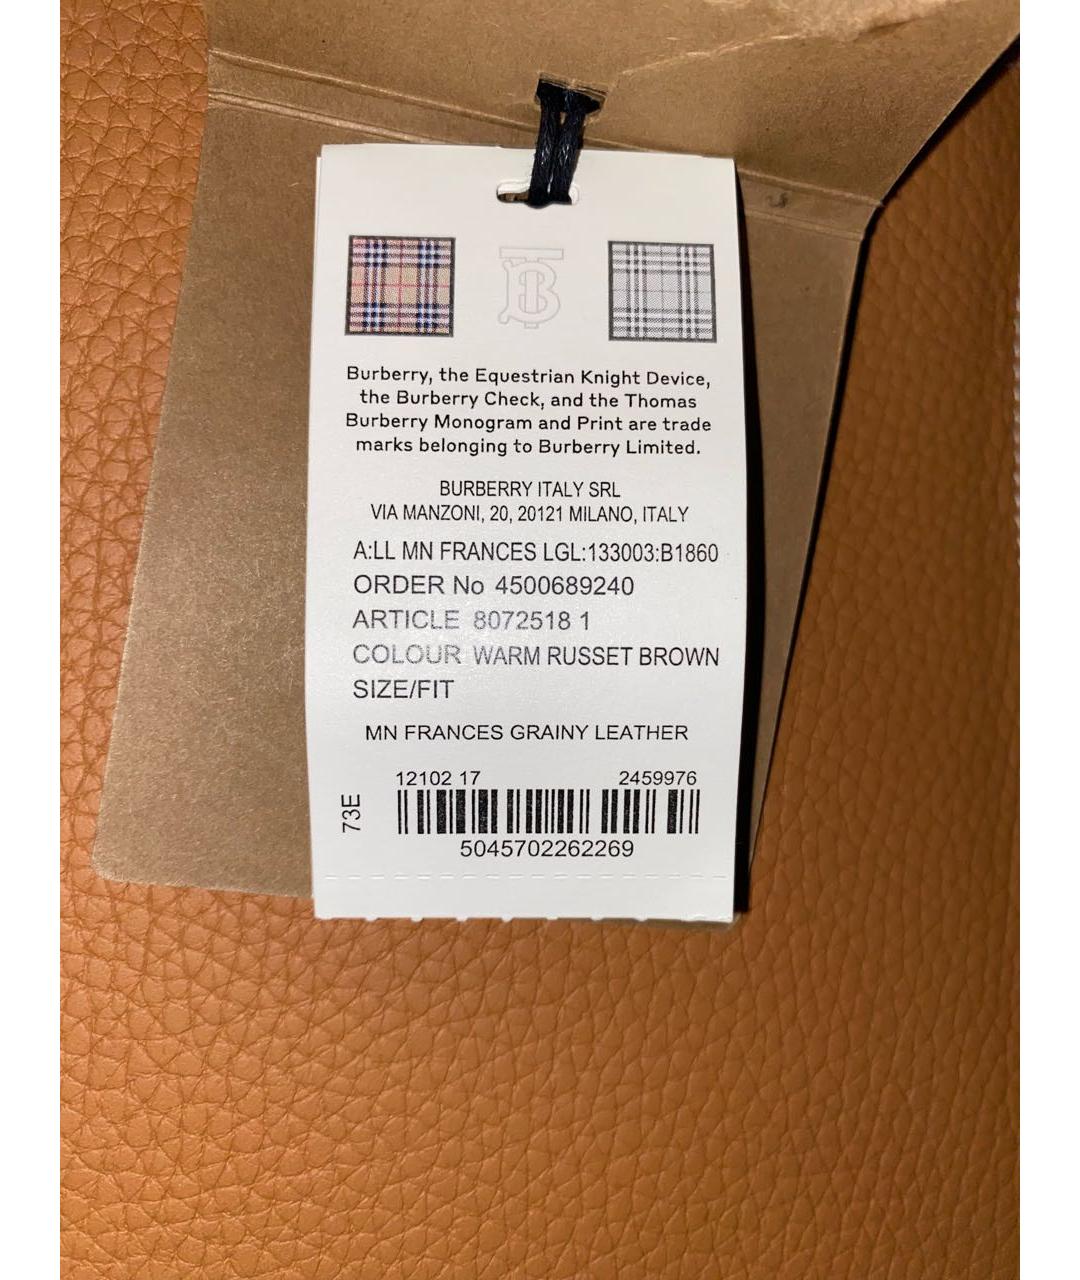 Burberry, the Equestrian Knight Device,
the Burberry Check, and the Thomas
Burberry Monogram and Print are trade
marks belonging to Burberry Limited.
BURBERRY ITALY SRL
VIA MANZONI, 20, 20121 MILANO, ITALY
A:LL MN FRANCES LGL:133003:B1860
ORDER No 4500689240
ARTICLE 8072518 1
COLOUR WARM RUSSET BROWN
SIZE/FIT
MN FRANCES GRAINY LEATHER
12102 17 2459976
73E
5045702262269